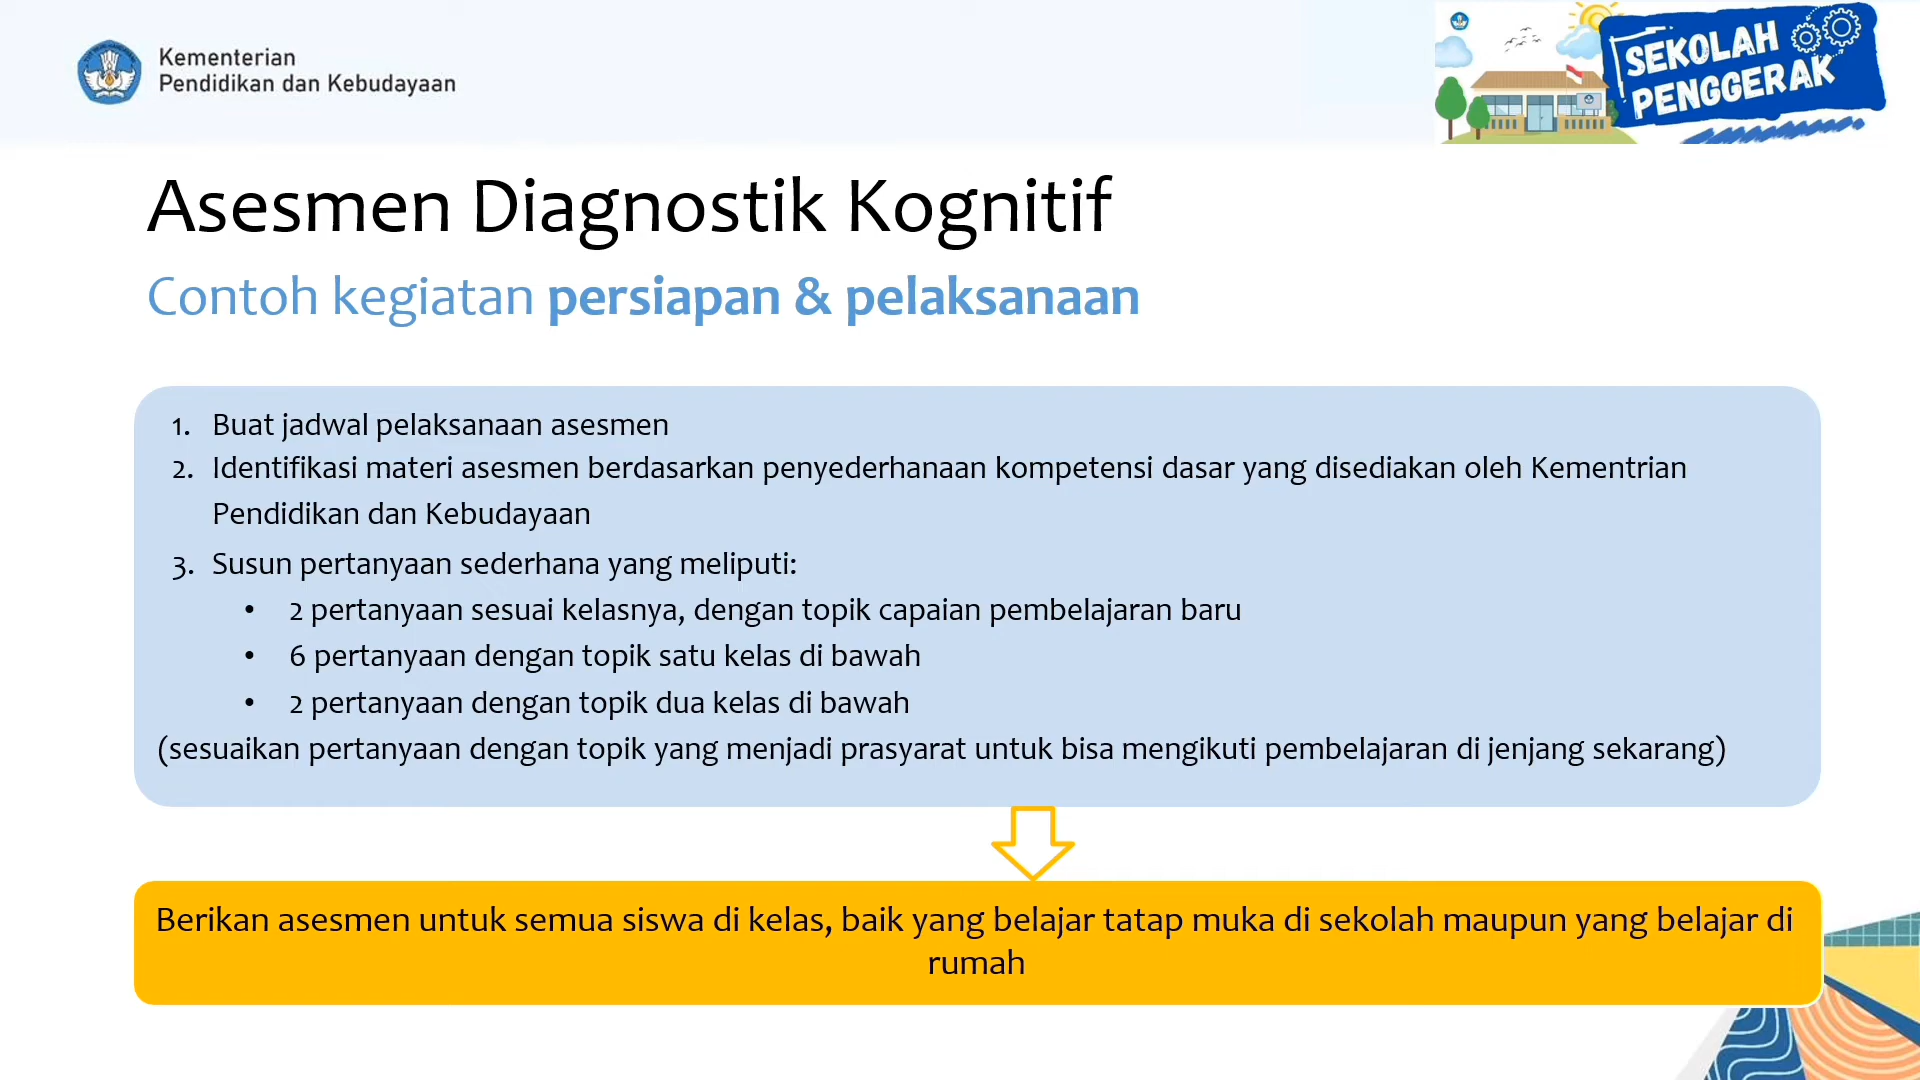 Kementerian
Pendidikan dan Kebudayaan
SEKOLAH
PENGGERAK
Asesmen Diagnostik Kognitif
Contoh kegiatan persiapan & pelaksanaan
1. Buat jadwal pelaksanaan asesmen
2. Identifikasi materi asesmen berdasarkan penyederhanaan kompetensi dasar yang disediakan oleh Kementrian
Pendidikan dan Kebudayaan
3. Susun pertanyaan sederhana yang meliputi:
• 2 pertanyaan sesuai kelasnya, dengan topik capaian pembelajaran baru
• 6 pertanyaan dengan topik satu kelas di bawah
• 2 pertanyaan dengan topik dua kelas di bawah
(sesuaikan pertanyaan dengan topik yang menjadi prasyarat untuk bisa mengikuti pembelajaran di jenjang sekarang)
Berikan asesmen untuk semua siswa di kelas, baik yang belajar tatap muka di sekolah maupun yang belajar di
rumah